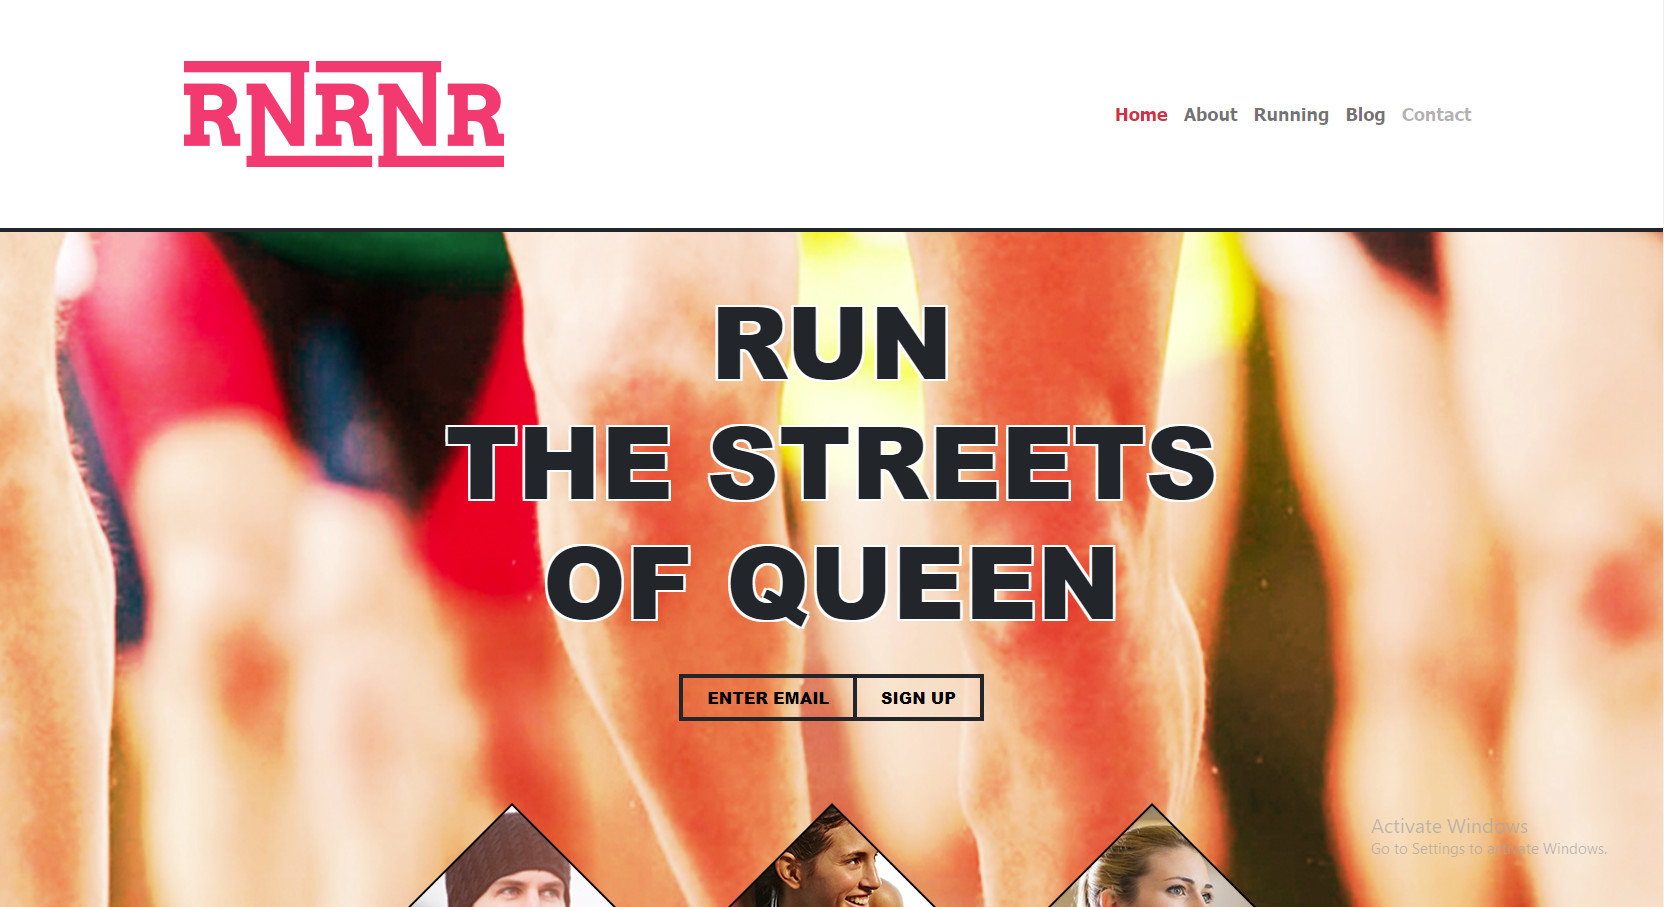 RNRNR
Home About Running Blog Contact
RUN
THE STREETS
OF QUEEN
ENTER EMAIL SIGN UP
Activate Windows
Go to Settings to activate Windows.